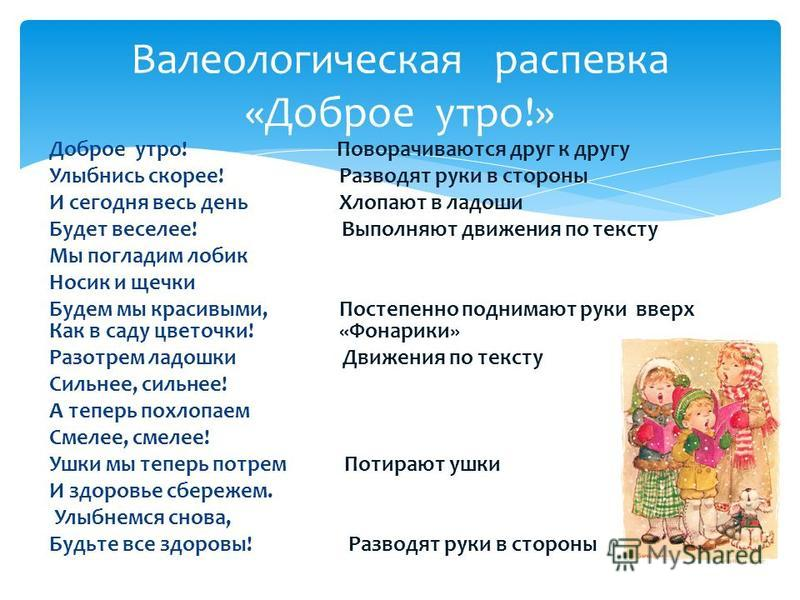 Валеологическая распевка
«Доброе утро!»
Доброе утро! Поворачиваются друг к другу
Улыбнись скорее! Разводят руки в стороны
И сегодня весь день Хлопают в ладоши
Будет веселее! Выполняют движения по тексту
Мы погладим лобик
Носик и щечки
Будем мы красивыми, Постепенно поднимают руки вверх
Как в саду цветочки! «Фонарики»
Разотрем ладошки Движения по тексту
Сильнее, сильнее!
А теперь похлопаем
Смелее, смелее!
Ушки мы теперь потрем Потирают ушки
И здоровье сбережем.
Улыбнемся снова,
Будьте все здоровы! Разводят руки в стороны
MyShared